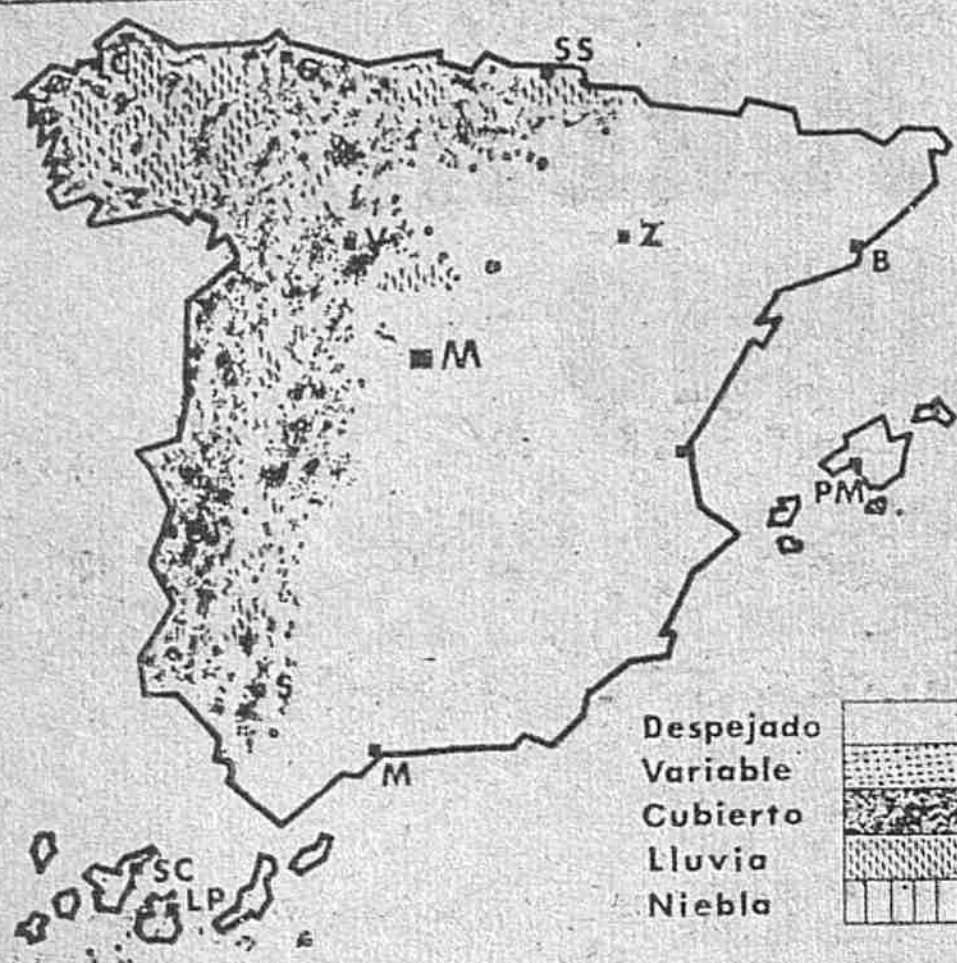 C
G
SS
V
Z
B
M
PM
S
M
SC
LP
Despejado
Variable
Cubierto
Lluvia
Niebla